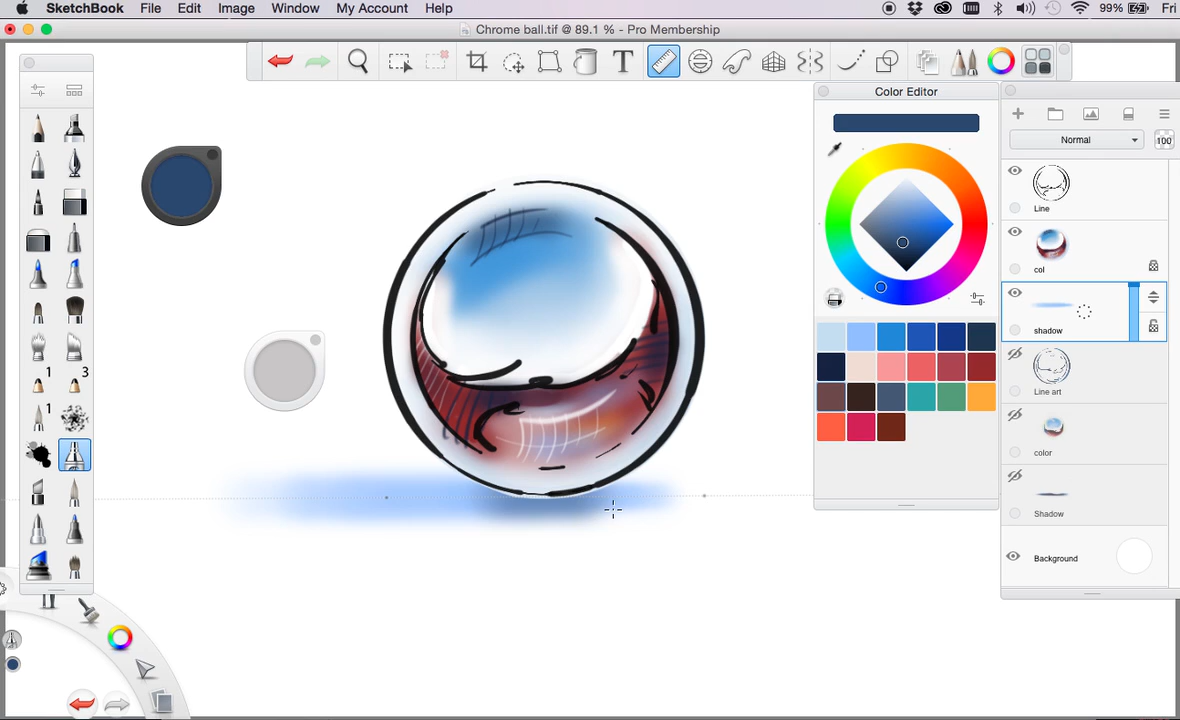 SketchBook File Edit Image Window My Account Help 99% Fri
Chrome ball.tif @ 89.1 % - Pro Membership
T
Color Editor
Normal 100
Line
col
shadow
Line art
color
Shadow
Background
1 3
1